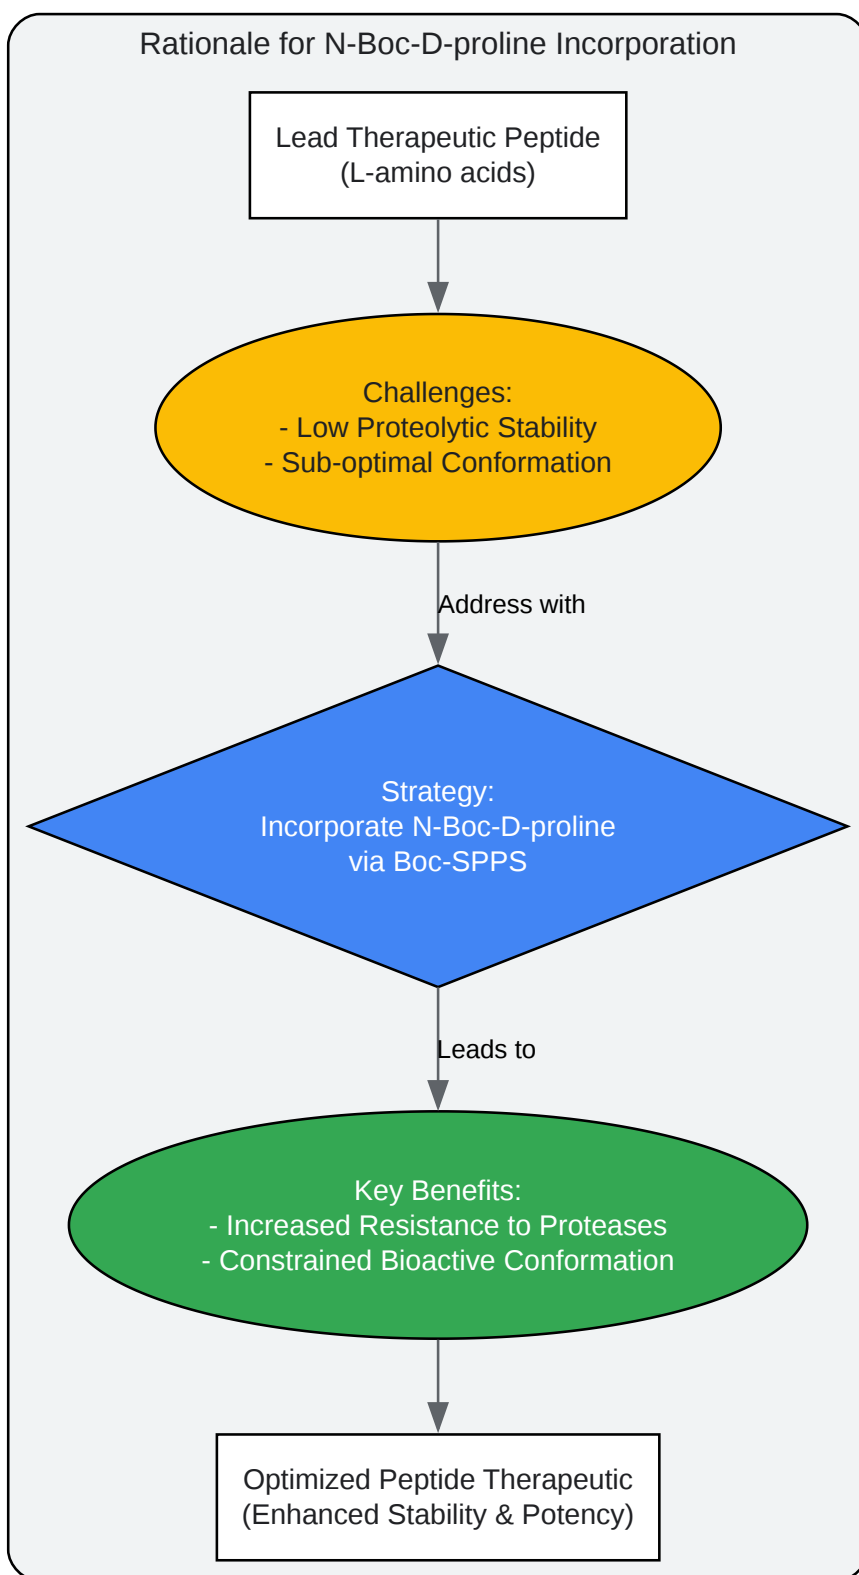 Rationale for N-Boc-D-proline Incorporation
Lead Therapeutic Peptide
(L-amino acids)
Challenges:
- Low Proteolytic Stability
- Sub-optimal Conformation
Address with
Strategy:
Incorporate N-Boc-D-proline
via Boc-SPPS
Leads to
Key Benefits:
- Increased Resistance to Proteases
- Constrained Bioactive Conformation
Optimized Peptide Therapeutic
(Enhanced Stability & Potency)